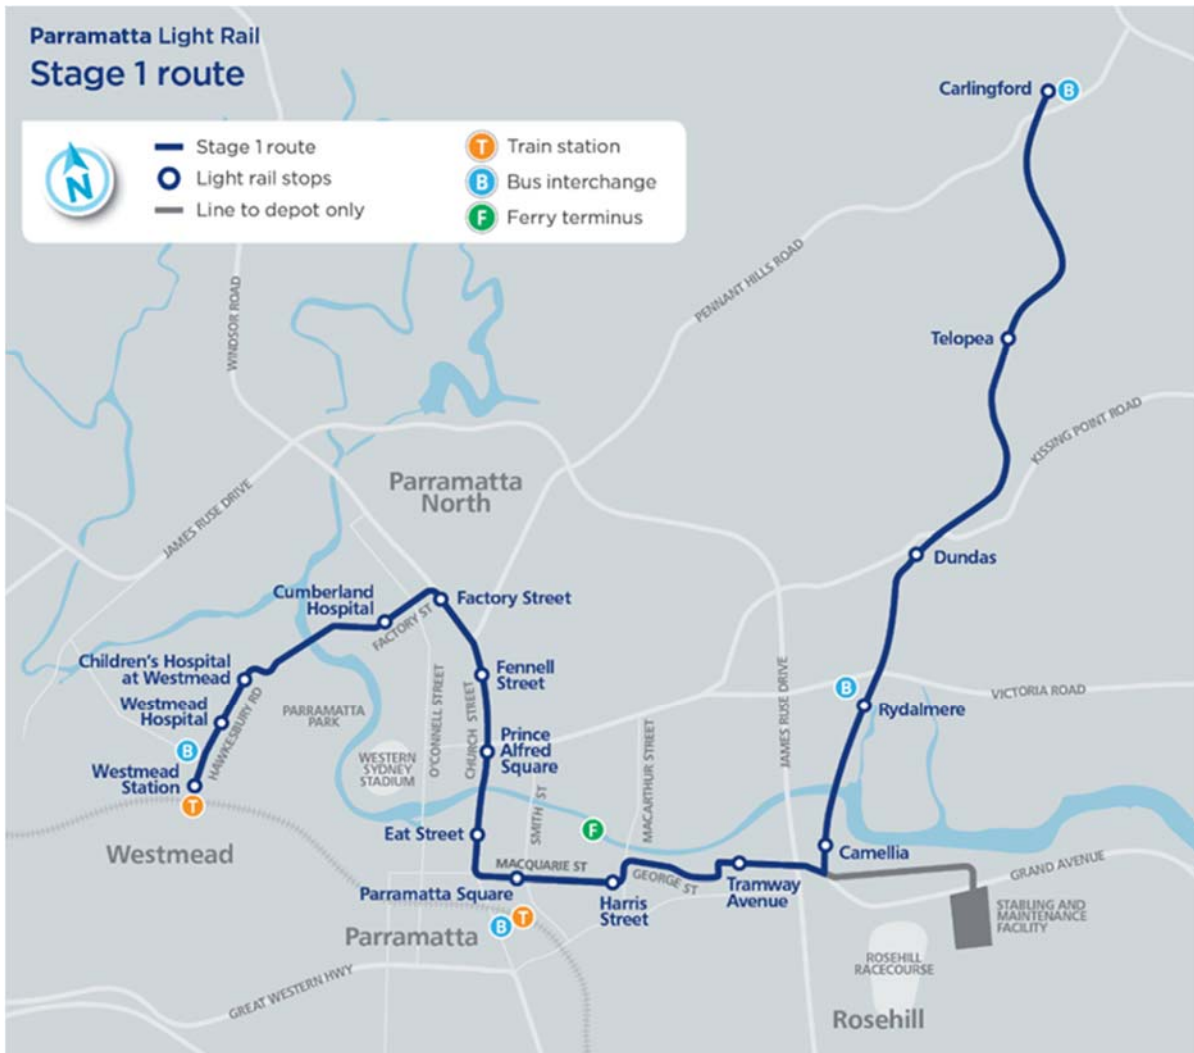 Parramatta Light Rail
Stage 1 route
N
Stage 1 route
Light rail stops
Line to depot only
T Train station
B Bus interchange
F Ferry terminus
Carlingford B
WINDSOR ROAD
PENNANT HILLS ROAD
Telopea
KISSING POINT ROAD
JAMES RUSE DRIVE
Parramatta
North
Dundas
Cumberland
Hospital
FACTORY ST
Factory Street
Children's Hospital
at Westmead
Westmead
Hospital
HAWKESBURY RD
B
Westmead
Station
T
Westmead
PARRAMATTA
PARK
WESTERN
SYDNEY
STADIUM
O'CONNELL STREET
CHURCH STREET
Fennell
Street
Prince
Alfred
Square
SMITH ST
MACARTHUR STREET
JAMES RUSE DRIVE
B
Rydalmere
VICTORIA ROAD
Eat Street
F
MACQUARIE ST
GEORGE ST
Camellia
GRAND AVENUE
Parramatta Square
Harris
Street
Tramway
Avenue
STABLING AND
MAINTENANCE
FACILITY
Parramatta
B
T
ROSEHILL
RACECOURSE
GREAT WESTERN HWY
Rosehill